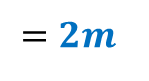 = 2m